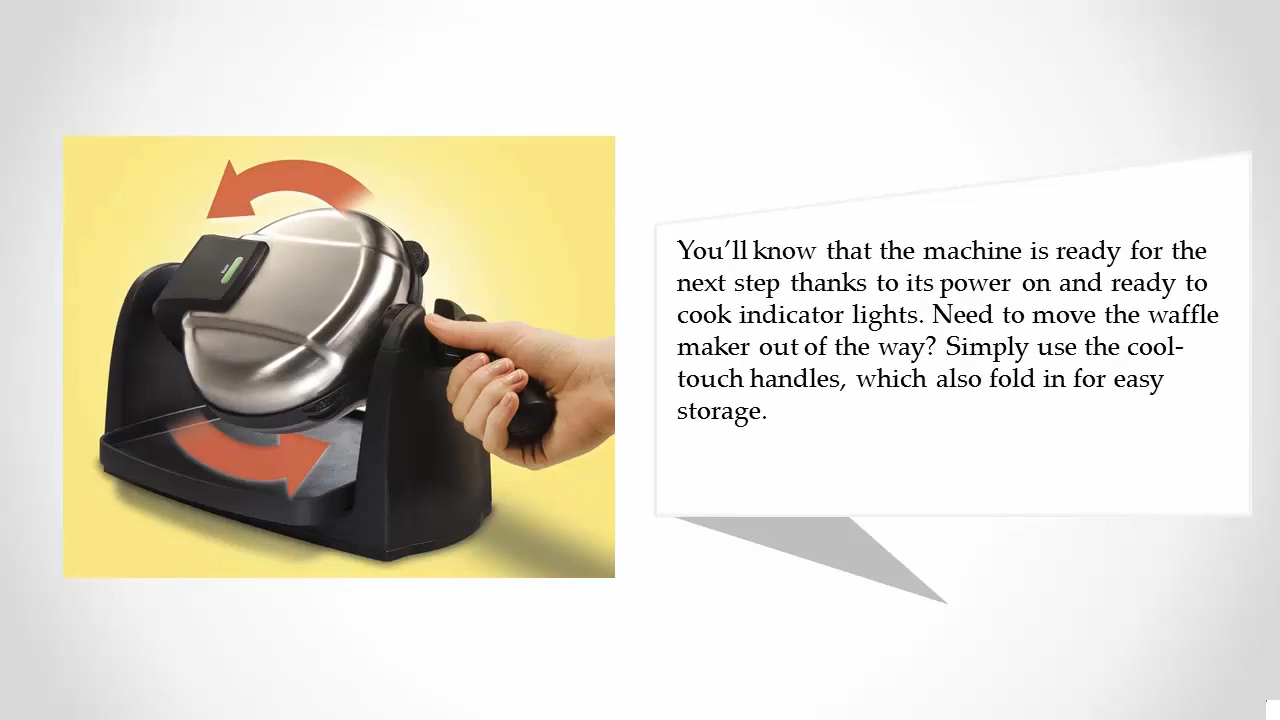 You’ll know that the machine is ready for the
next step thanks to its power on and ready to
cook indicator lights. Need to move the waffle
maker out of the way? Simply use the cool-
touch handles, which also fold in for easy
storage.